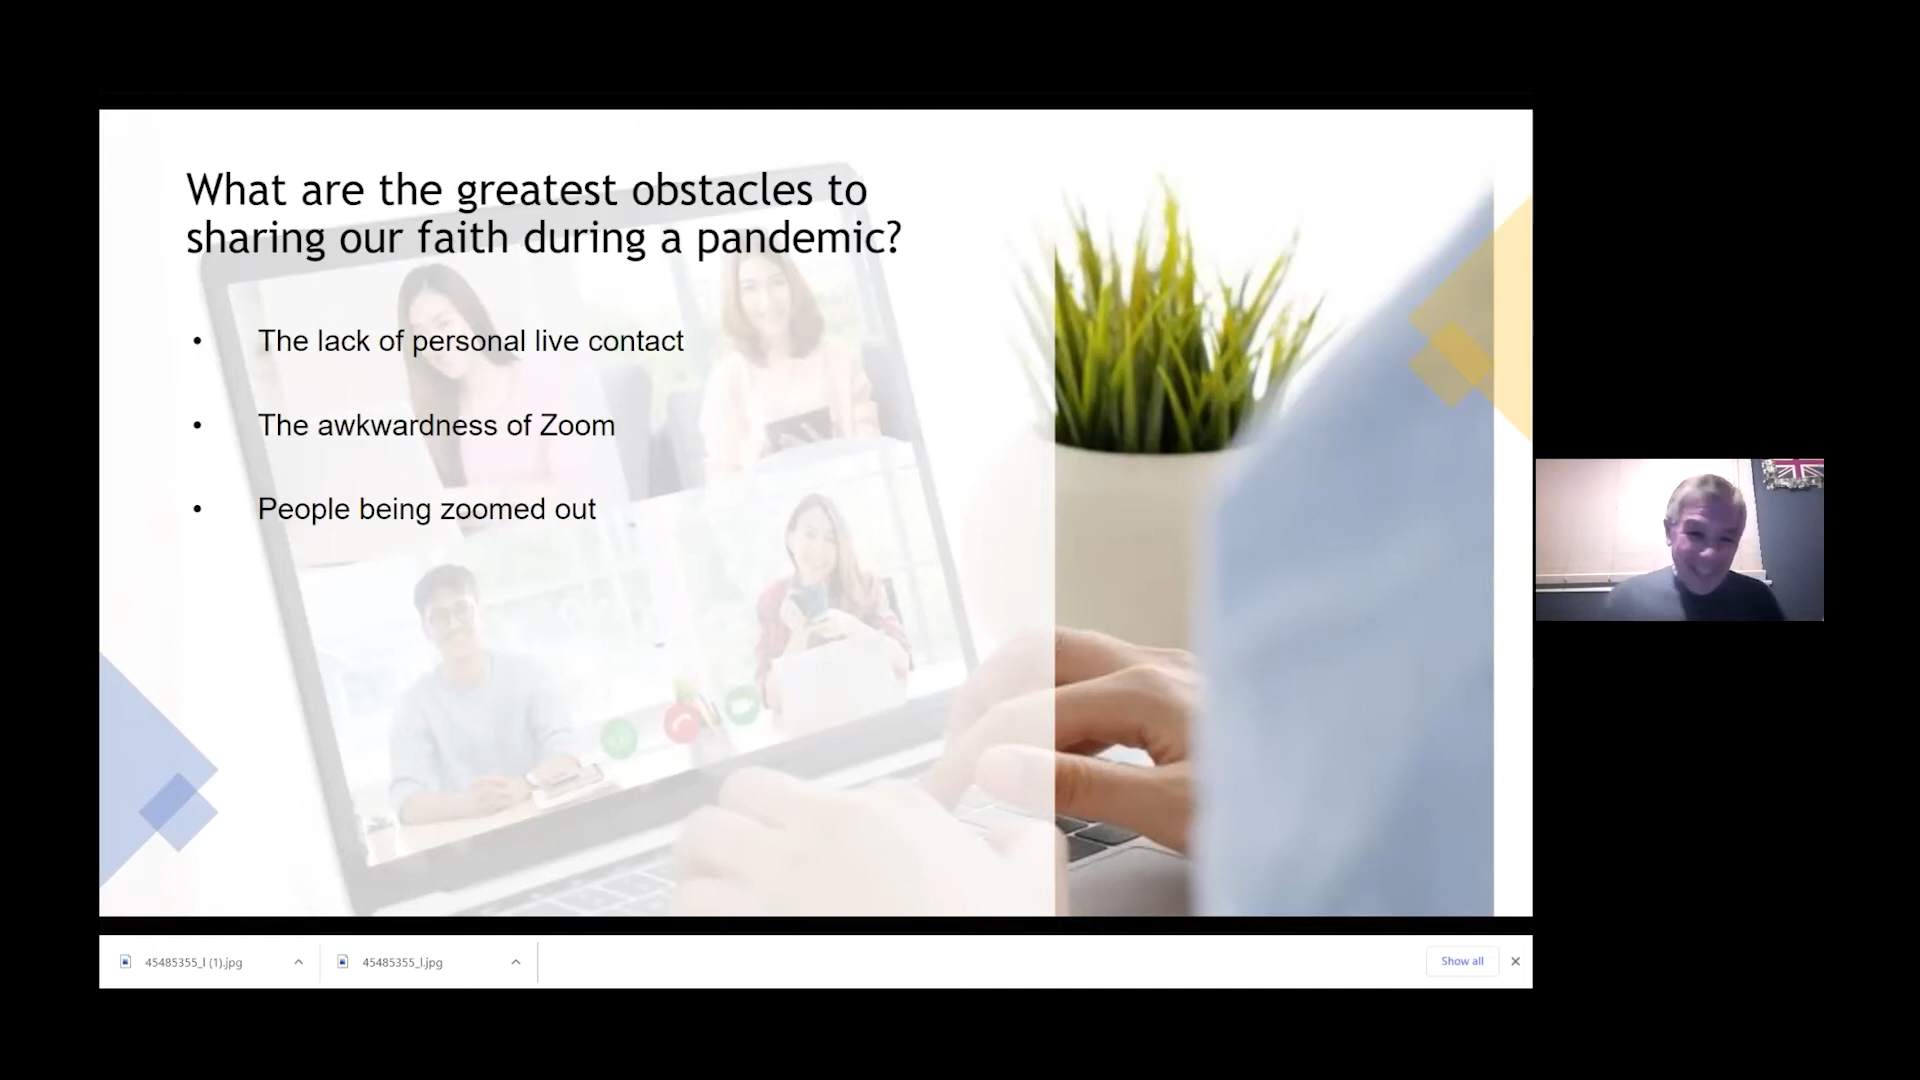 What are the greatest obstacles to
sharing our faith during a pandemic?
• The lack of personal live contact
• The awkwardness of Zoom
• People being zoomed out
45485355_l (1).jpg
45485355_l.jpg
Show all